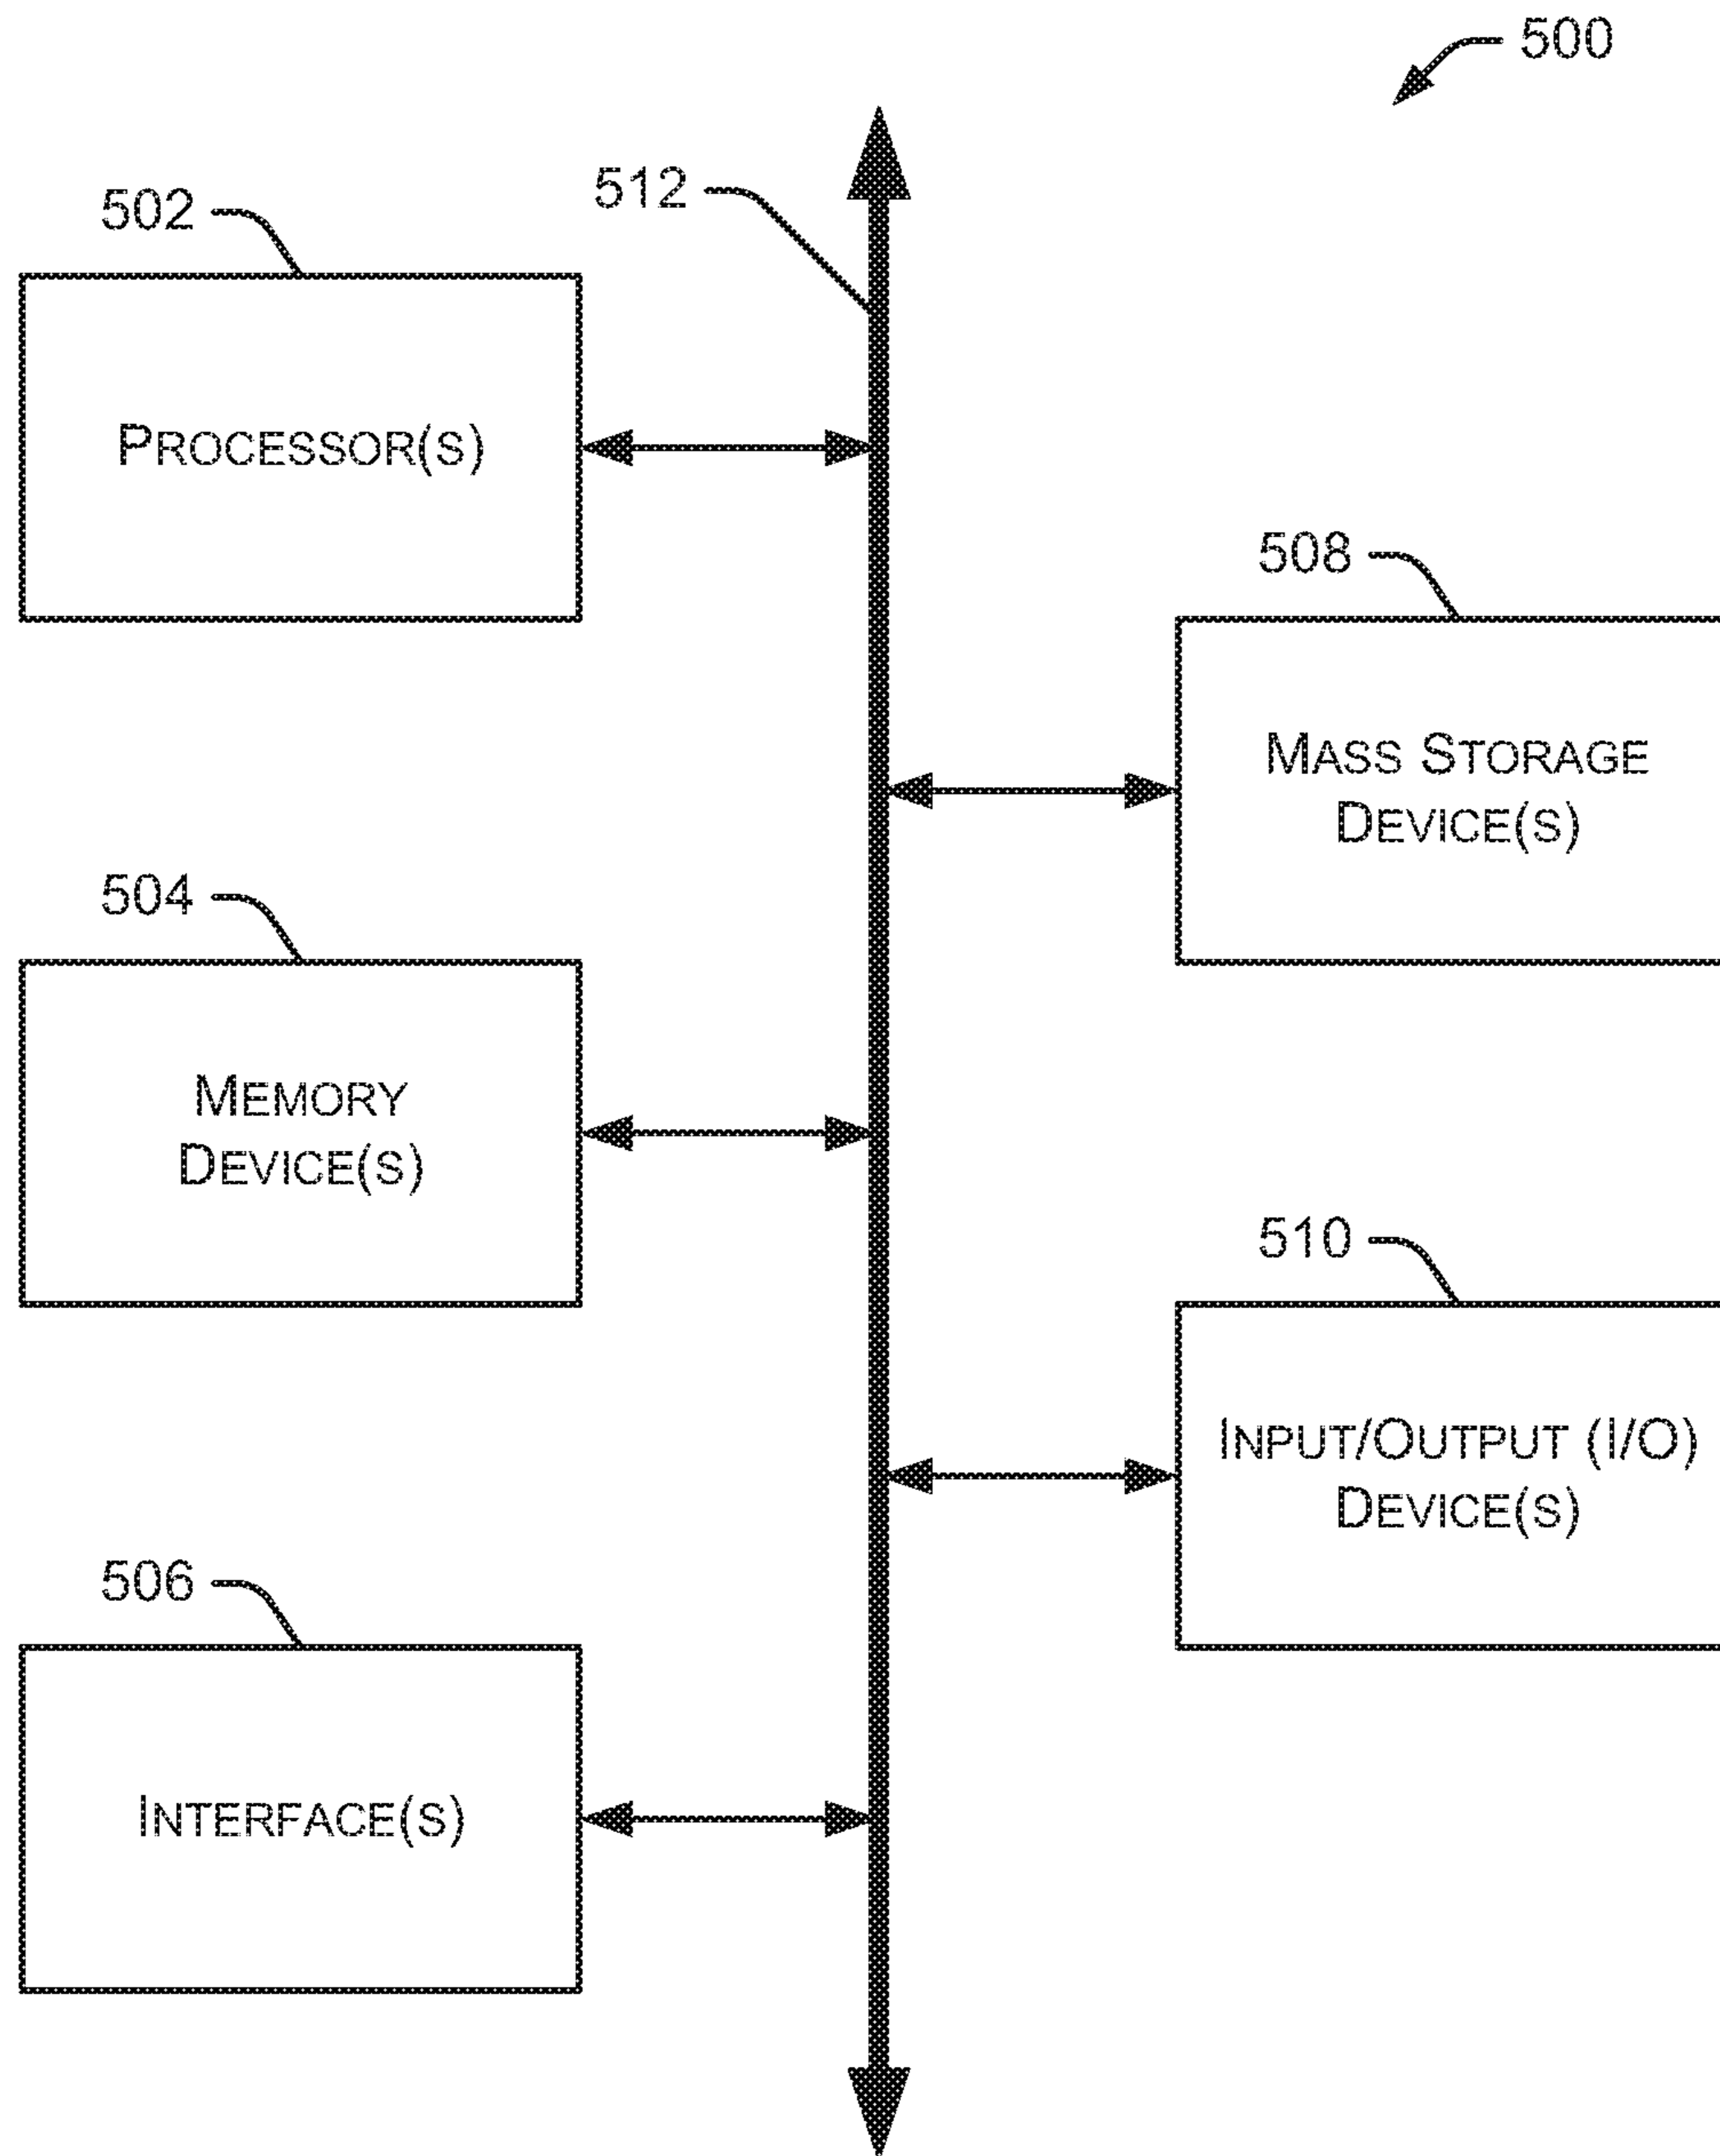 500
512
502
PROCESSOR(S)
508
MASS STORAGE
DEVICE(S)
504
MEMORY
DEVICE(S)
510
INPUT/OUTPUT (I/O)
DEVICE(S)
506
INTERFACE(S)